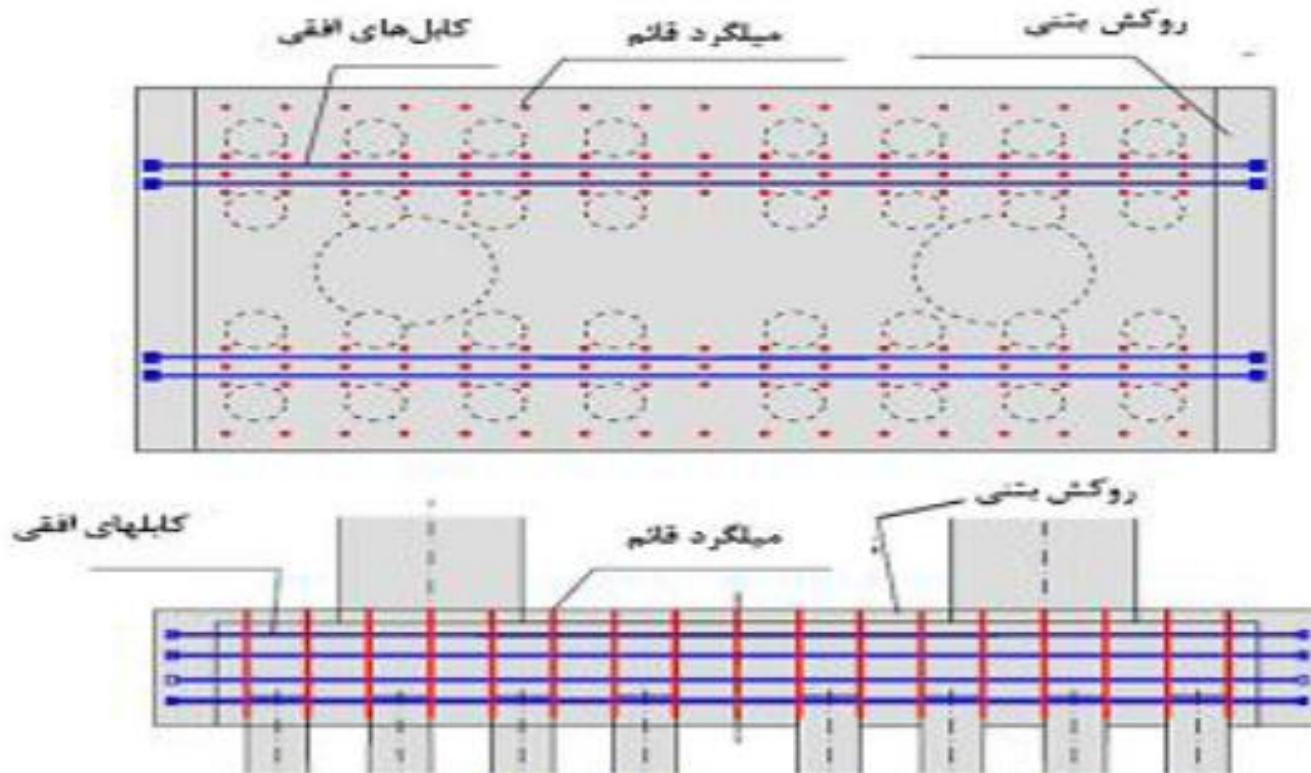 روکش بتنی
میلگرد قائم
کابل‌های افقی
روکش بتنی
میلگرد قائم
کابلهای افقی